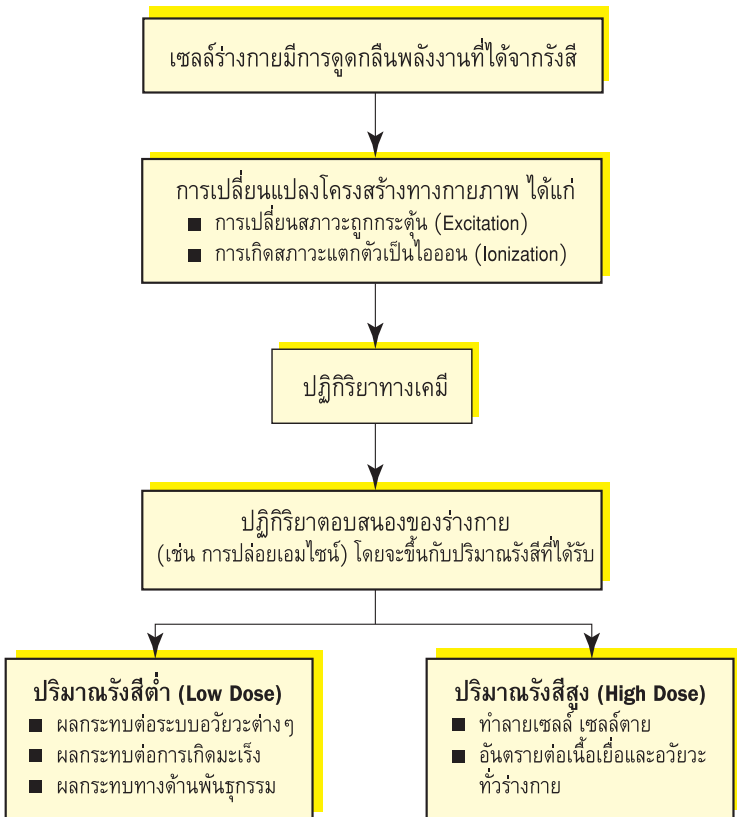 เซลล์ร่างกายมีการดูดกลืนพลังงานที่ได้จากรังสี
การเปลี่ยนแปลงโครงสร้างทางกายภาพ ได้แก่
■ การเปลี่ยนสภาวะถูกกระตุ้น (Excitation)
■ การเกิดสภาวะแตกตัวเป็นไอออน (Ionization)
ปฏิกิริยาทางเคมี
ปฏิกิริยาตอบสนองของร่างกาย
(เช่น การปล่อยเอมไซน์) โดยจะขึ้นกับปริมาณรังสีที่ได้รับ
ปริมาณรังสีต่ำ (Low Dose)
■ ผลกระทบต่อระบบอวัยวะต่างๆ
■ ผลกระทบต่อการเกิดมะเร็ง
■ ผลกระทบทางด้านพันธุกรรม
ปริมาณรังสีสูง (High Dose)
■ ทำลายเซลล์ เซลล์ตาย
■ อันตรายต่อเนื้อเยื่อและอวัยวะ
ทั่วร่างกาย